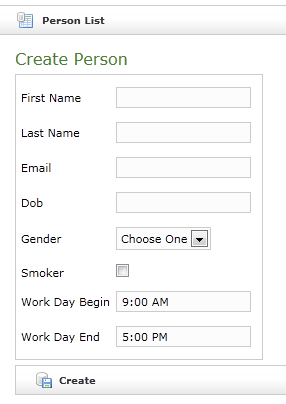 Person List
Create Person
First Name
Last Name
Email
Dob
Gender Choose One
Smoker
Work Day Begin 9:00 AM
Work Day End 5:00 PM
Create